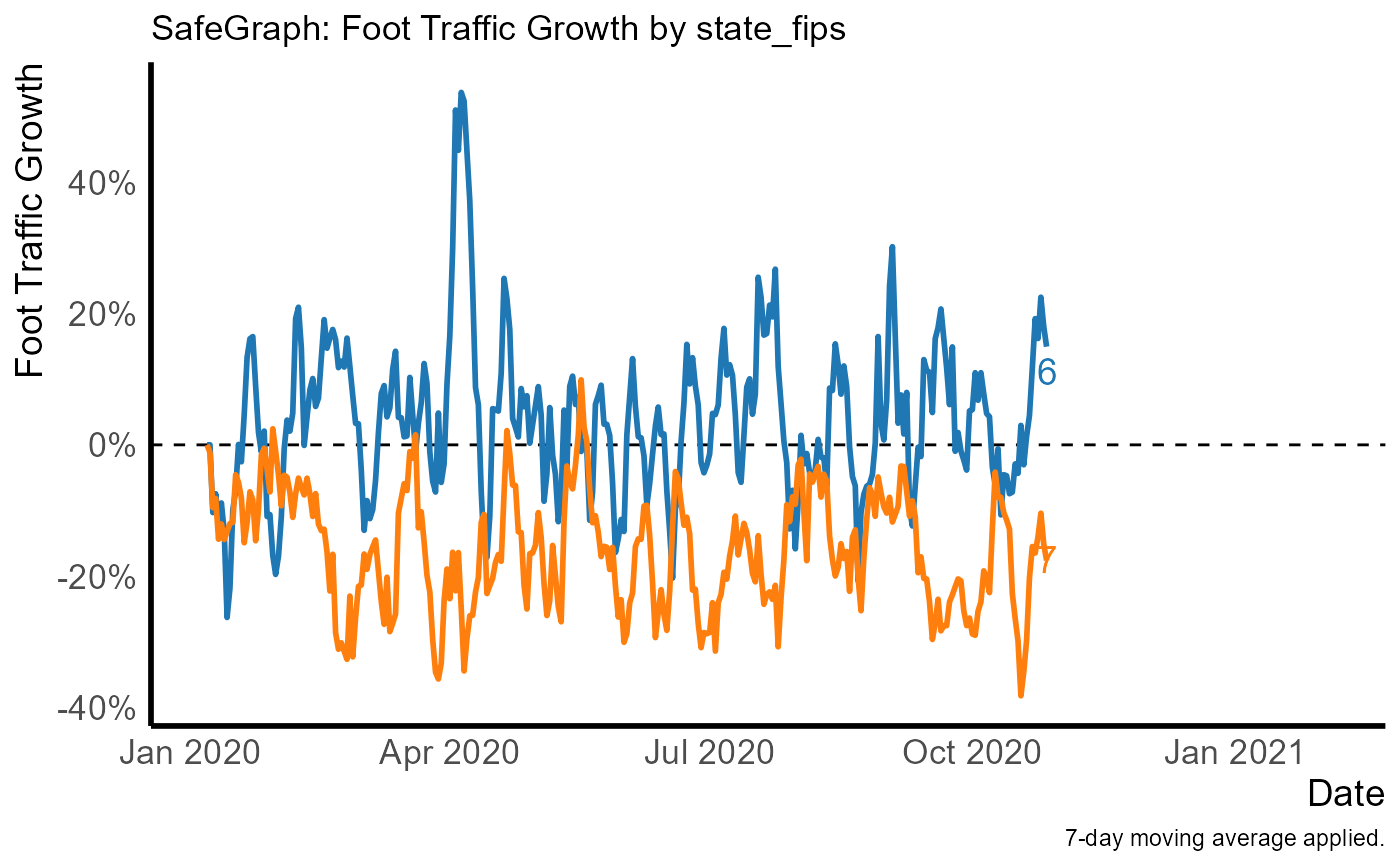 SafeGraph: Foot Traffic Growth by state_fips
Foot Traffic Growth
40%
20%
0%
-20%
-40%
6
7
Jan 2020
Apr 2020
Jul 2020
Oct 2020
Jan 2021
Date
7-day moving average applied.